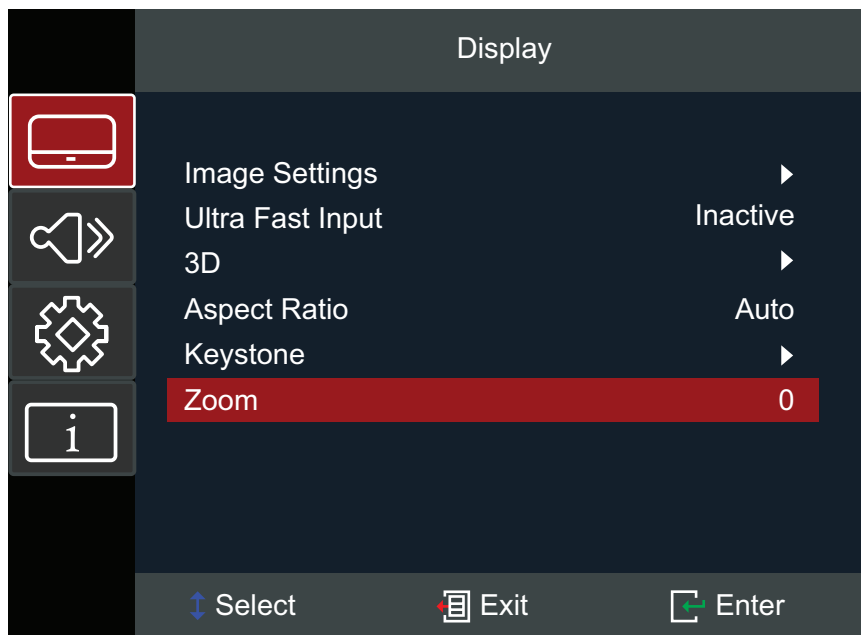 Display
Image Settings
Ultra Fast Input Inactive
3D
Aspect Ratio Auto
Keystone
Zoom 0
i
Select Exit Enter